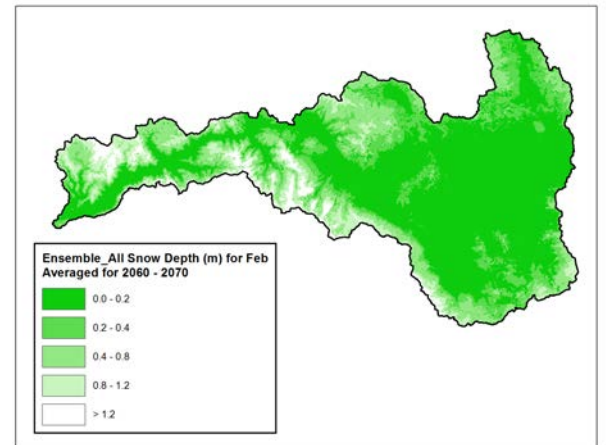 Ensemble_All Snow Depth (m) for Feb
Averaged for 2060 - 2070
0.0 - 0.2
0.2 - 0.4
0.4 - 0.8
0.8 - 1.2
> 1.2